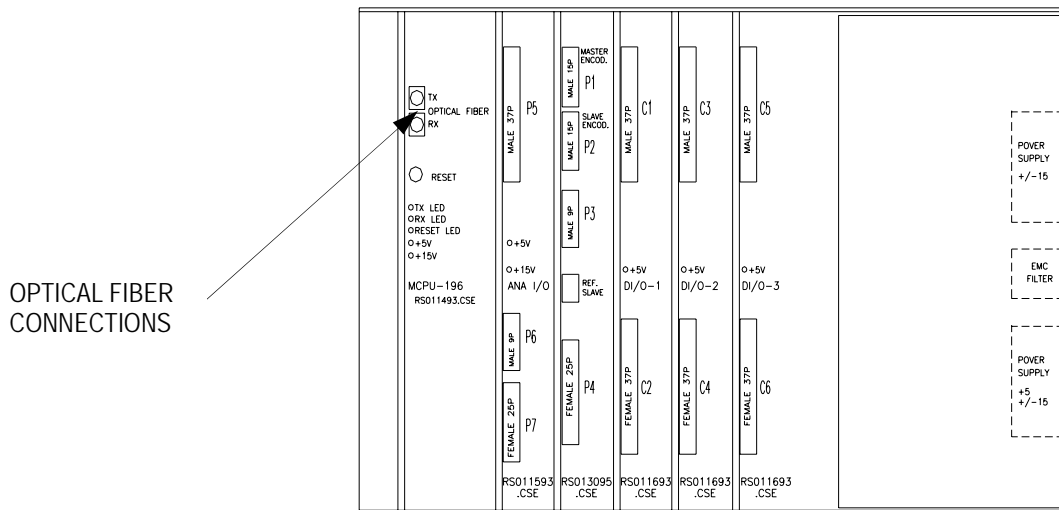 OPTICAL FIBER
CONNECTIONS
TX
OPTICAL FIBER
RX
RESET
TX LED
RX LED
RESET LED
+5V
+15V
MCPU-196
RS011493.CSE
MALE 37P
P5
+5V
+15V
ANA I/O
MALE 9P
P6
FEMALE 25P
P7
RS011593
.CSE
MASTER
ENCOD.
MALE 15P
P1
SLAVE
ENCOD.
MALE 15P
P2
MALE 9P
P3
REF.
SLAVE
FEMALE 25P
P4
RS013095
.CSE
MALE 37P
C1
+5V
DI/O-1
FEMALE 37P
C2
RS011693
.CSE
MALE 37P
C3
+5V
DI/O-2
FEMALE 37P
C4
RS011693
.CSE
MALE 37P
C5
+5V
DI/O-3
FEMALE 37P
C6
RS011693
.CSE
POVER
SUPPLY
+/-15
EMC
FILTER
POVER
SUPPLY
+5
+/-15